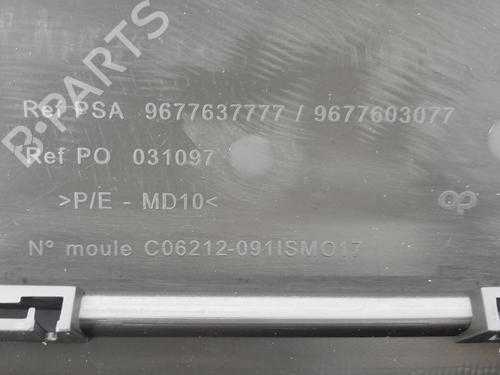 B-PARTS
Ref PSA 9677637777 / 9677603077
Ref PO 031097
>P/E - MD10<
N° moule C06212-091ISMO17